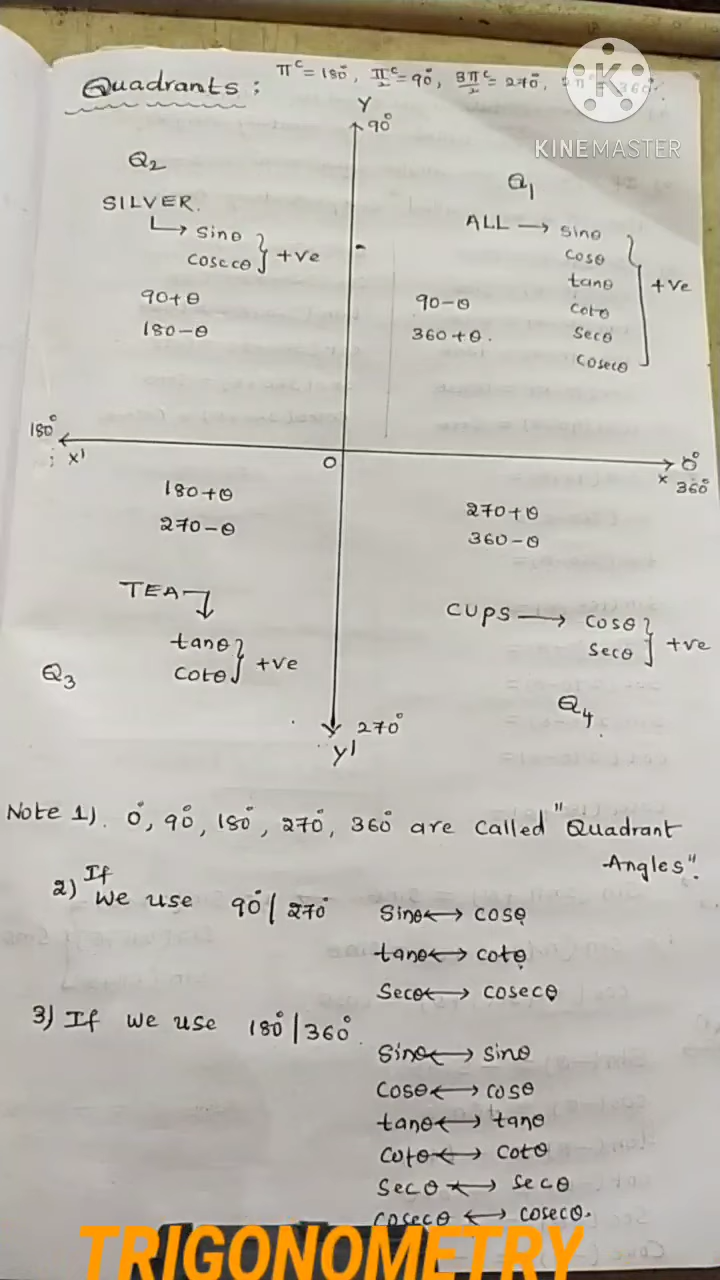 Quadrants : π^c = 180°, π^c/2 = 90°, 3π^c/2 = 270°, 2π^c = 360°
KINEMASTER
Y
90°
Q2
SILVER.
sinθ
cosecθ } +ve
90+θ
180-θ
Q1
ALL → sinθ
cosθ
tanθ
cotθ
secθ
cosecθ
+ve
90-θ
360+θ.
180°
X'
O
0°
x 360°
180+θ
270-θ
TEA
tanθ
cotθ } +ve
Q3
270+θ
360-θ
CUPS → cosθ
secθ } +ve
Q4
270°
Y'
Note 1). 0°, 90°, 180°, 270°, 360° are called "Quadrant
Angles".
2) If we use 90°/270° sinθ↔cosθ
tanθ↔cotθ
Secθ↔cosecθ
3) If we use 180°/360°.
sinθ↔sinθ
cosθ↔cosθ
tanθ↔tanθ
cotθ↔cotθ
Secθ↔secθ
cosecθ↔cosecθ.
TRIGONOMETRY